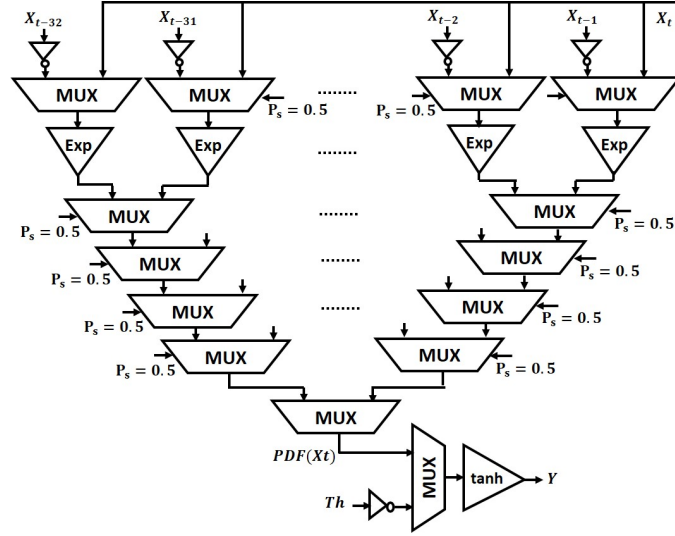 X_{t-32} X_{t-31} X_{t-2} X_{t-1} X_t
MUX MUX ........ MUX MUX
P_s = 0.5 P_s = 0.5
Exp Exp ........ Exp Exp
MUX ........ MUX
P_s = 0.5 P_s = 0.5
MUX ........ MUX
P_s = 0.5 P_s = 0.5
MUX ........ MUX
P_s = 0.5 P_s = 0.5
MUX MUX
P_s = 0.5 P_s = 0.5
MUX
PDF(Xt)
MUX tanh Y
Th